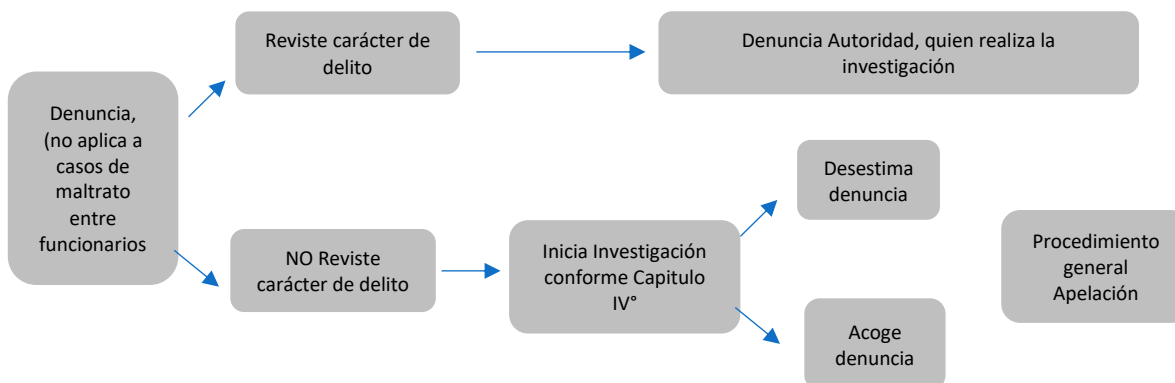 Reviste carácter de
delito
Denuncia Autoridad, quien realiza la
investigación
Denuncia,
(no aplica a
casos de
maltrato
entre
funcionarios
NO Reviste
carácter de delito
Inicia Investigación
conforme Capitulo
IV°
Desestima
denuncia
Acoge
denuncia
Procedimiento
general
Apelación